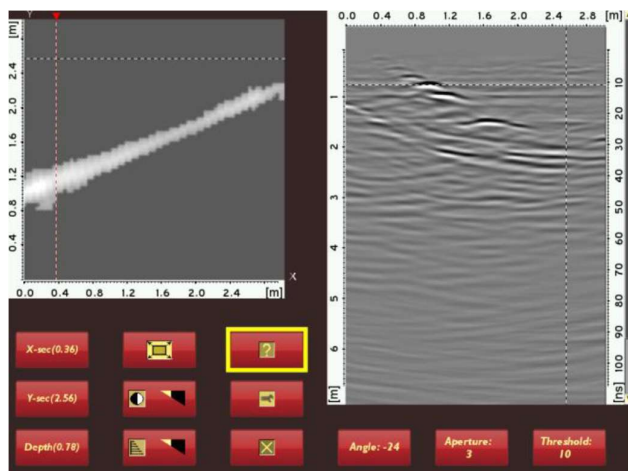 Y
[m]
2.4
2.0
1.6
1.2
0.8
0.4
X
0.0 0.4 0.8 1.2 1.6 2.0 2.4 [m]
0.0 0.4 0.8 1.2 1.6 2.0 2.4 2.8 [m]
1
2
3
4
5
6
[m]
10
20
30
40
50
60
70
80
90
100
[ns]
X-sec(0.36)
?
Y-sec(2.56)
Depth(0.78)
Angle: -24
Aperture:
3
Threshold:
10